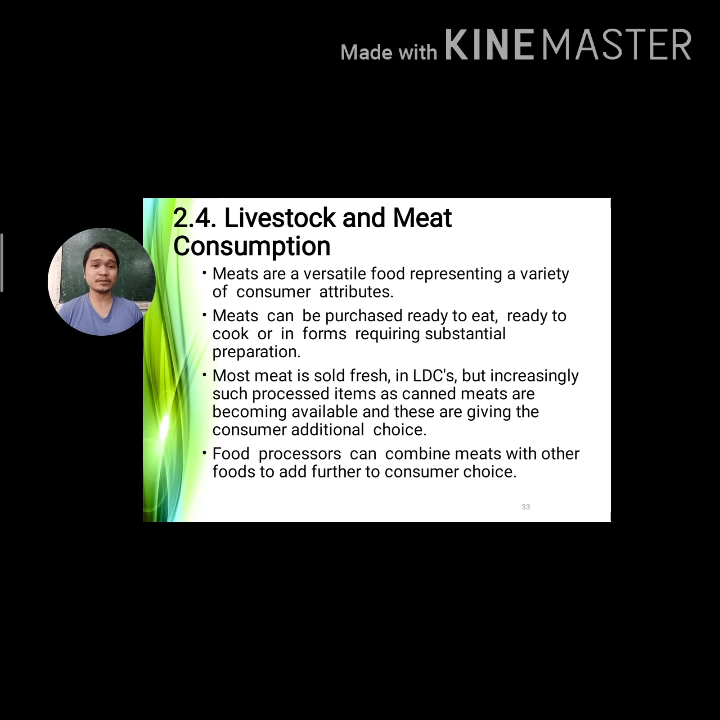 Made with KINEMASTER
2.4. Livestock and Meat
Consumption
• Meats are a versatile food representing a variety
of consumer attributes.
• Meats can be purchased ready to eat, ready to
cook or in forms requiring substantial
preparation.
• Most meat is sold fresh, in LDC's, but increasingly
such processed items as canned meats are
becoming available and these are giving the
consumer additional choice.
• Food processors can combine meats with other
foods to add further to consumer choice.
33